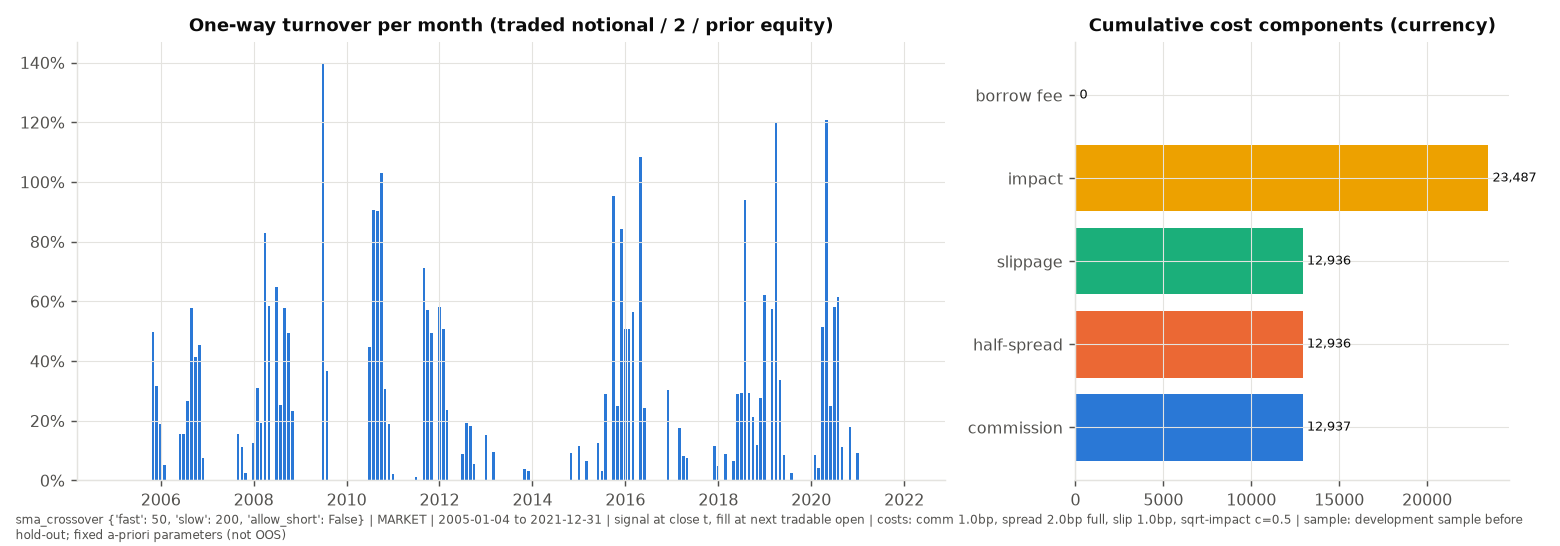 One-way turnover per month (traded notional / 2 / prior equity)
140%
120%
100%
80%
60%
40%
20%
0%
2006 2008 2010 2012 2014 2016 2018 2020 2022
Cumulative cost components (currency)
borrow fee 0
impact 23,487
slippage 12,936
half-spread 12,936
commission 12,937
0 5000 10000 15000 20000
sma_crossover {'fast': 50, 'slow': 200, 'allow_short': False} | MARKET | 2005-01-04 to 2021-12-31 | signal at close t, fill at next tradable open | costs: comm 1.0bp, spread 2.0bp full, slip 1.0bp, sqrt-impact c=0.5 | sample: development sample before
hold-out; fixed a-priori parameters (not OOS)